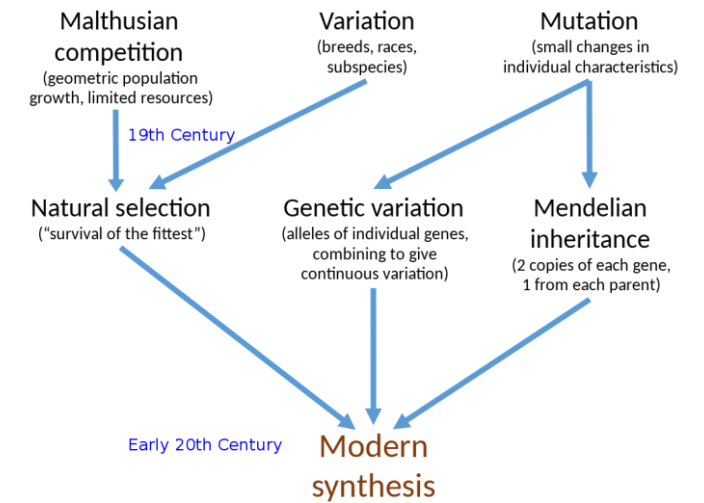 Malthusian
competition
(geometric population
growth, limited resources)
Variation
(breeds, races,
subspecies)
Mutation
(small changes in
individual characteristics)
19th Century
Natural selection
(“survival of the fittest”)
Genetic variation
(alleles of individual genes,
combining to give
continuous variation)
Mendelian
inheritance
(2 copies of each gene,
1 from each parent)
Early 20th Century
Modern
synthesis